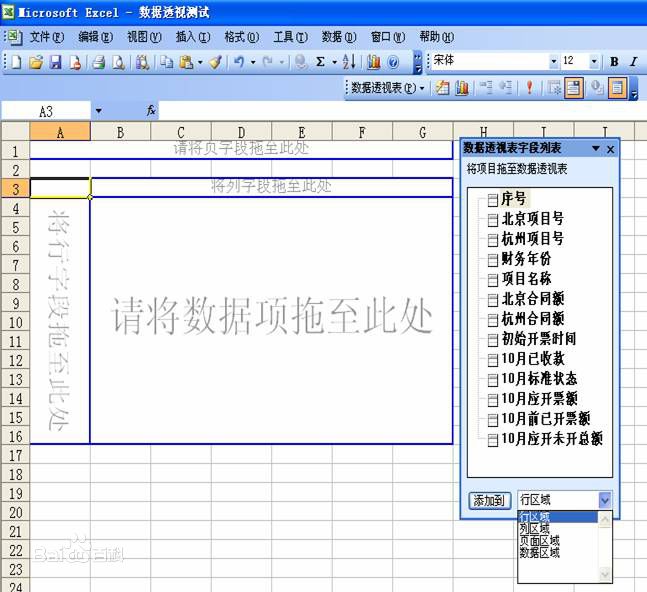 Microsoft Excel - 数据透视测试
文件(F) 编辑(E) 视图(V) 插入(I) 格式(O) 工具(T) 数据(D) 窗口(W) 帮助(H)
宋体 12 B I
数据透视表(P)
A3 fx
A B C D E F G H I J
1 请将页字段拖至此处
2
3 将列字段拖至此处
4
5
6
7
8
9
10
11
12
13
14
15
16
17
18
19
20
21
22
23
24
将行字段拖至此处
请将数据项拖至此处
数据透视表字段列表
将项目拖至数据透视表
序号
北京项目号
杭州项目号
财务年份
项目名称
北京合同额
杭州合同额
初始开票时间
10月已收款
10月标准状态
10月应开票额
10月前已开票额
10月应开未开总额
添加到 行区域
行区域
列区域
页面区域
数据区域
Baidu百科